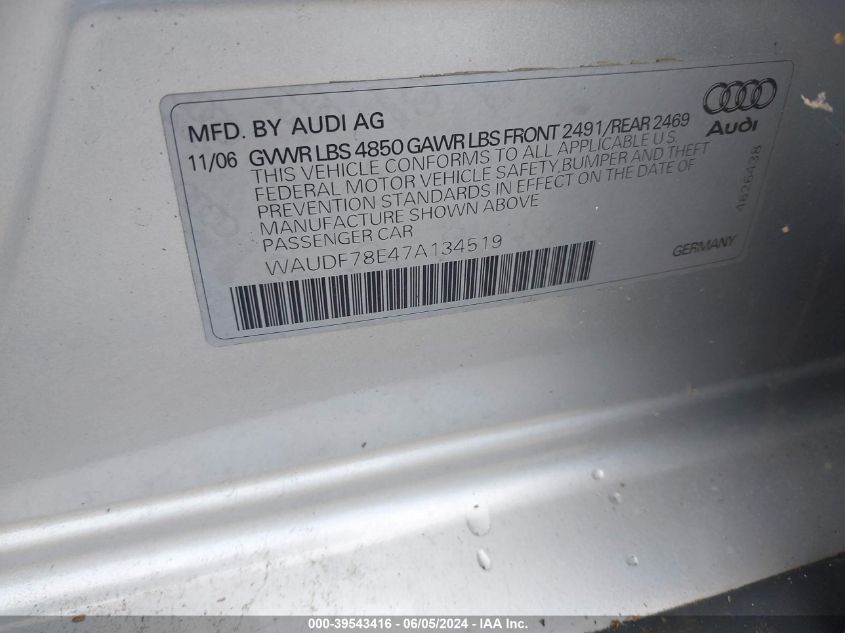 MFD. BY AUDI AG
11/06 GVWR LBS 4850 GAWR LBS FRONT 2491/REAR 2469
THIS VEHICLE CONFORMS TO ALL APPLICABLE U.S.
FEDERAL MOTOR VEHICLE SAFETY,BUMPER AND THEFT
PREVENTION STANDARDS IN EFFECT ON THE DATE OF
MANUFACTURE SHOWN ABOVE
PASSENGER CAR
WAUDF78E47A134519
Audi
4626438
GERMANY
000-39543416 - 06/05/2024 - IAA Inc.